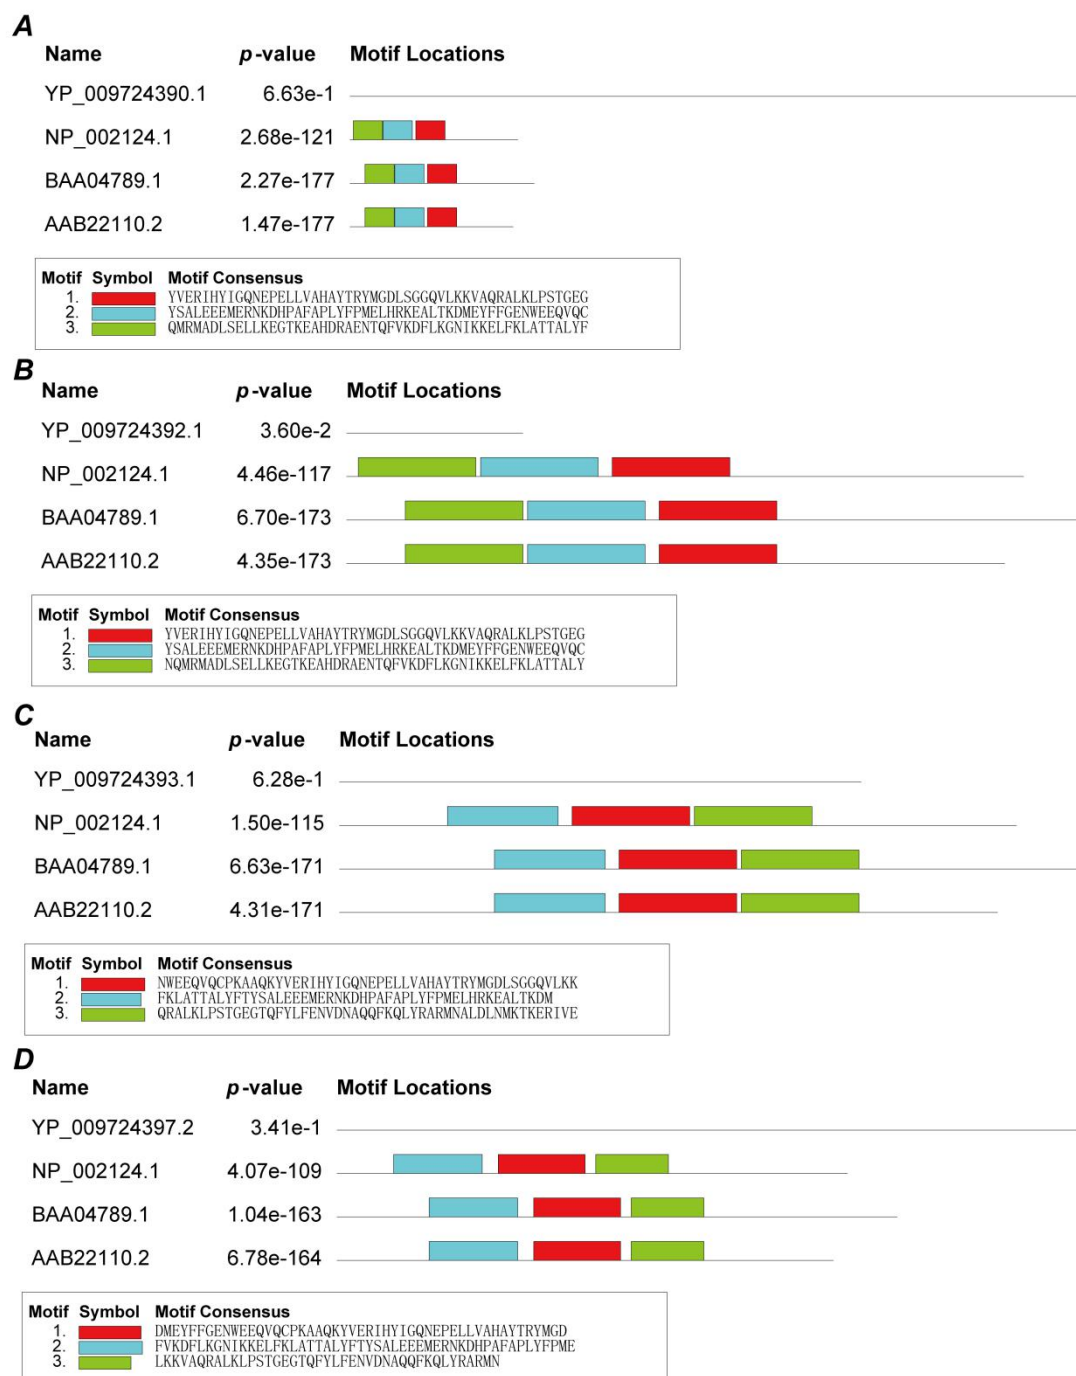 A
Name p-value Motif Locations
YP_009724390.1 6.63e-1
NP_002124.1 2.68e-121
BAA04789.1 2.27e-177
AAB22110.2 1.47e-177
Motif Symbol Motif Consensus
1. YVERIHYIGQNEPELLVAHAYTRYMGDLSGGQVLKKVAQRALKLPSTGEG
2. YSALEEEMERNKDHPAFAPLYFPMELHRKEALTKDMEYFFGENWEEQVQC
3. QMRMADLSELLKEGTKEAHDRAENTQFVKDFLKGNIKKELFKLATTALYF
B
Name p-value Motif Locations
YP_009724392.1 3.60e-2
NP_002124.1 4.46e-117
BAA04789.1 6.70e-173
AAB22110.2 4.35e-173
Motif Symbol Motif Consensus
1. YVERIHYIGQNEPELLVAHAYTRYMGDLSGGQVLKKVAQRALKLPSTGEG
2. YSALEEEMERNKDHPAFAPLYFPMELHRKEALTKDMEYFFGENWEEQVQC
3. NQMRMADLSELLKEGTKEAHDRAENTQFVKDFLKGNIKKELFKLATTALY
C
Name p-value Motif Locations
YP_009724393.1 6.28e-1
NP_002124.1 1.50e-115
BAA04789.1 6.63e-171
AAB22110.2 4.31e-171
Motif Symbol Motif Consensus
1. NWEEQVQCPKAAQKYVERIHYIGQNEPELLVAHAYTRYMGDLSGGQVLKK
2. FKLATTALYFTYSALEEEMERNKDHPAFAPLYFPMELHRKEALTKDM
3. QRALKLPSTGEGTQFYLFENVDNAQQFKQLYRARMNALDLNMKTKERIVE
D
Name p-value Motif Locations
YP_009724397.2 3.41e-1
NP_002124.1 4.07e-109
BAA04789.1 1.04e-163
AAB22110.2 6.78e-164
Motif Symbol Motif Consensus
1. DMEYFFGENWEEQVQCPKAAQKYVERIHYIGQNEPELLVAHAYTRYMGD
2. FVKDFLKGNIKKELFKLATTALYFTYSALEEEMERNKDHPAFAPLYFPME
3. LKKVAQRALKLPSTGEGTQFYLFENVDNAQQFKQLYRARMN